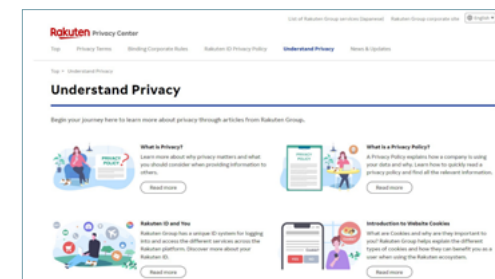 List of Rakuten Group services (Japanese) Rakuten Group corporate site English
Rakuten Privacy Center
Top Privacy Terms Binding Corporate Rules Rakuten ID Privacy Policy Understand Privacy News & Updates
Top > Understand Privacy
Understand Privacy
Begin your journey here to learn more about privacy through articles from Rakuten Group.
PRIVACY POLICY
What is Privacy?
Learn more about why privacy matters and what
you should consider when providing information to
others.
Read more
PRIVACY POLICY
What is a Privacy Policy?
A Privacy Policy explains how a company is using
your data and why. Learn how to quickly read a
privacy policy and find all the relevant information.
Read more
Rakuten ID and You
Rakuten Group has a unique ID system for logging
into and access the different services across the
Rakuten platform. Discover more about your
Rakuten ID.
Read more
Introduction to Website Cookies
What are Cookies and why are they important to
you? Rakuten Group helps explain the different
types of cookies and how they can benefit you as a
user when using the Rakuten ecosystem.
Read more